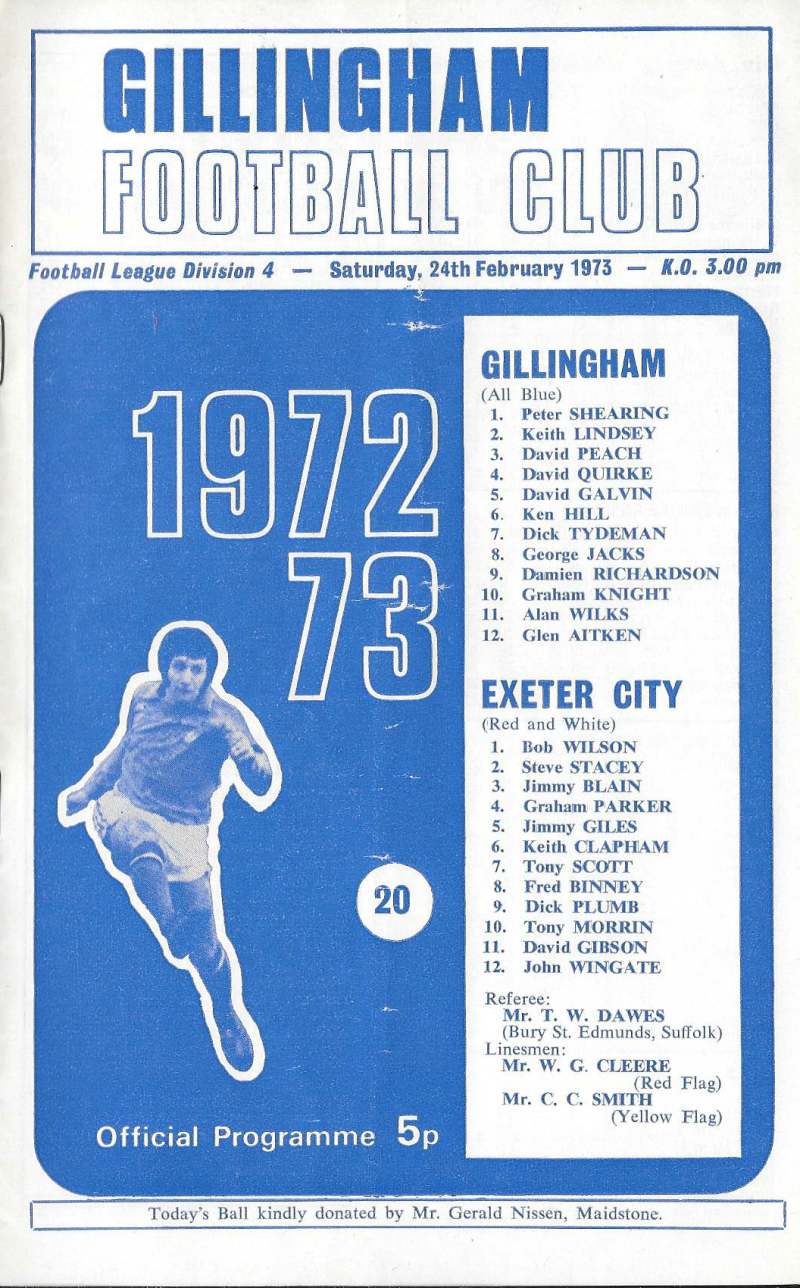 GILLINGHAM
FOOTBALL CLUB
Football League Division 4 — Saturday, 24th February 1973 — K.O. 3.00 pm
1972
73
20
Official Programme 5p
GILLINGHAM
(All Blue)
1. Peter SHEARING
2. Keith LINDSEY
3. David PEACH
4. David QUIRKE
5. David GALVIN
6. Ken HILL
7. Dick TYDEMAN
8. George JACKS
9. Damien RICHARDSON
10. Graham KNIGHT
11. Alan WILKS
12. Glen AITKEN
EXETER CITY
(Red and White)
1. Bob WILSON
2. Steve STACEY
3. Jimmy BLAIN
4. Graham PARKER
5. Jimmy GILES
6. Keith CLAPHAM
7. Tony SCOTT
8. Fred BINNEY
9. Dick PLUMB
10. Tony MORRIN
11. David GIBSON
12. John WINGATE
Referee:
Mr. T. W. DAWES
(Bury St. Edmunds, Suffolk)
Linesmen:
Mr. W. G. CLEERE
(Red Flag)
Mr. C. C. SMITH
(Yellow Flag)
Today's Ball kindly donated by Mr. Gerald Nissen, Maidstone.